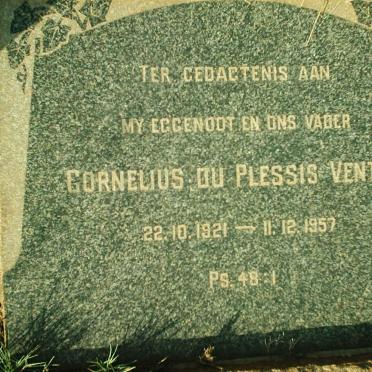 TER GEDAGTENIS AAN
MY EGGENOOT EN ONS VADER
CORNELIUS DU PLESSIS VENT
22.10.1921 — 11.12.1957
PS. 48:1